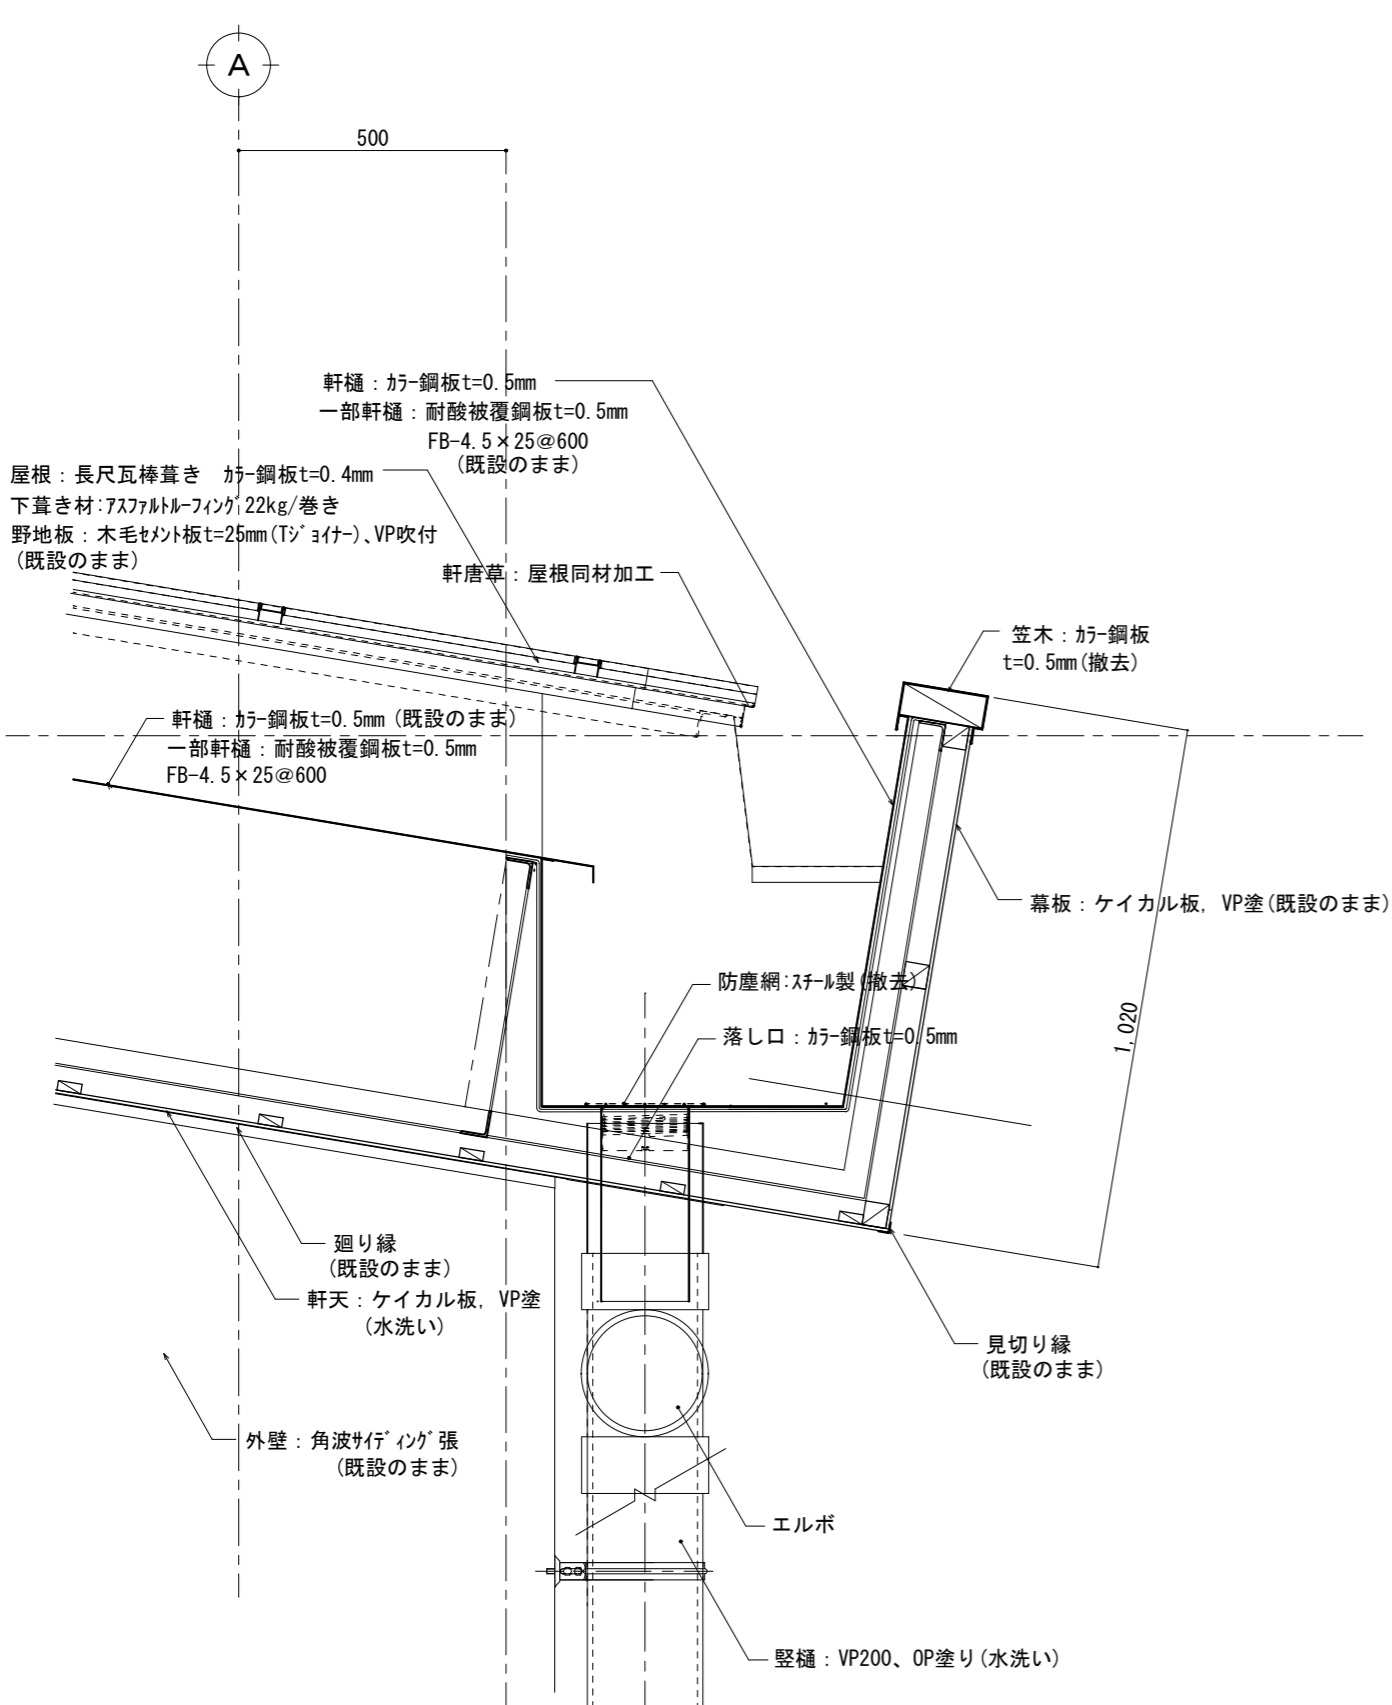 A
500
軒樋：ｶﾗｰ鋼板t=0.5mm
一部軒樋：耐酸被覆鋼板t=0.5mm
FB-4.5×25@600
(既設のまま)
屋根：長尺瓦棒葺き　ｶﾗｰ鋼板t=0.4mm
下葺き材:ｱｽﾌｧﾙﾄﾙｰﾌｨﾝｸﾞ22kg/巻き
野地板：木毛ｾﾒﾝﾄ板t=25mm(Tｼﾞｮｲﾅｰ)、VP吹付
(既設のまま)
軒唐草：屋根同材加工
笠木：ｶﾗｰ鋼板
t=0.5mm(撤去)
軒樋：ｶﾗｰ鋼板t=0.5mm (既設のまま)
一部軒樋：耐酸被覆鋼板t=0.5mm
FB-4.5×25@600
幕板：ケイカル板, VP塗(既設のまま)
防塵網:ｽﾁｰﾙ製(撤去)
落し口：ｶﾗｰ鋼板t=0.5mm
1,020
廻り縁
(既設のまま)
軒天：ケイカル板, VP塗
(水洗い)
見切り縁
(既設のまま)
外壁：角波ｻｲﾃﾞｨﾝｸﾞ張
(既設のまま)
エルボ
竪樋：VP200、OP塗り(水洗い)